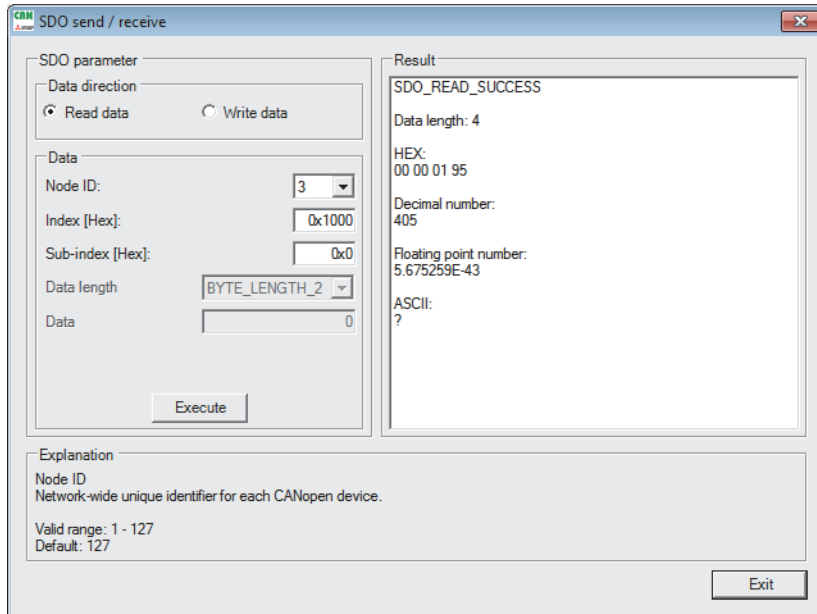 CAN
SDO send / receive
SDO parameter
Data direction
Read data
Write data
Data
Node ID:
3
Index [Hex]:
0x1000
Sub-index [Hex]:
0x0
Data length
BYTE_LENGTH_2
Data
0
Execute
Result
SDO_READ_SUCCESS
Data length: 4
HEX:
00 00 01 95
Decimal number:
405
Floating point number:
5.675259E-43
ASCII:
?
Explanation
Node ID
Network-wide unique identifier for each CANopen device.
Valid range: 1 - 127
Default: 127
Exit